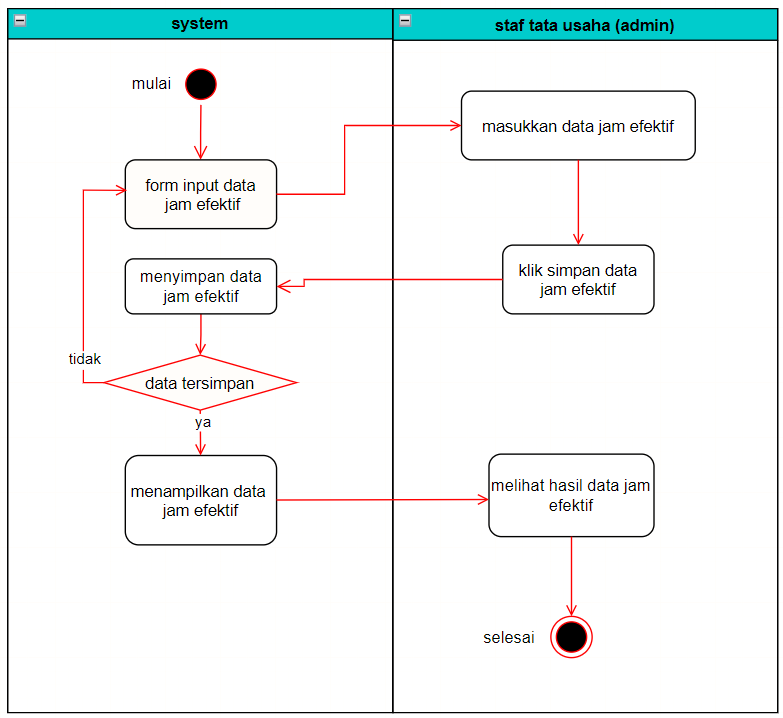 system
staf tata usaha (admin)
mulai
masukkan data jam efektif
form input data
jam efektif
klik simpan data
jam efektif
menyimpan data
jam efektif
tidak
data tersimpan
ya
menampilkan data
jam efektif
melihat hasil data jam
efektif
selesai